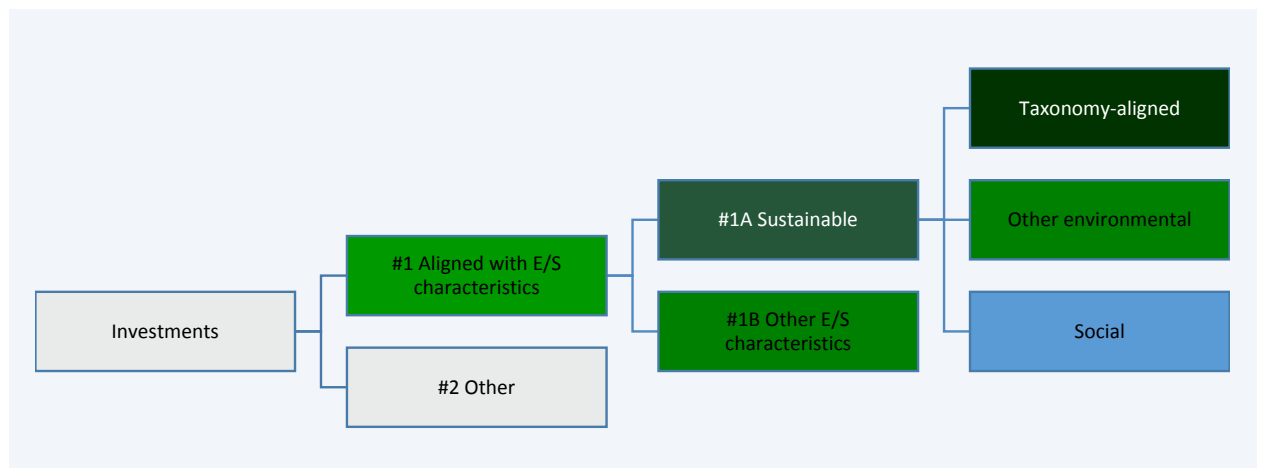 Investments
#1 Aligned with E/S
characteristics
#2 Other
#1A Sustainable
#1B Other E/S
characteristics
Taxonomy-aligned
Other environmental
Social